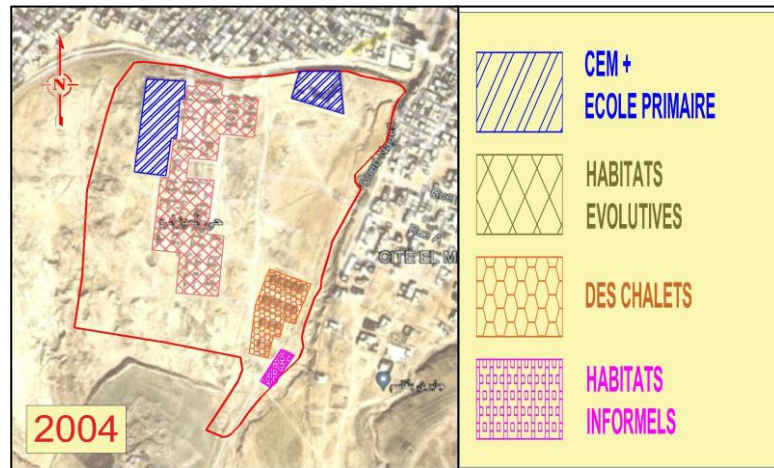 N
CITE EL M
2004
CEM +
ECOLE PRIMAIRE
HABITATS
EVOLUTIVES
DES CHALETS
HABITATS
INFORMELS